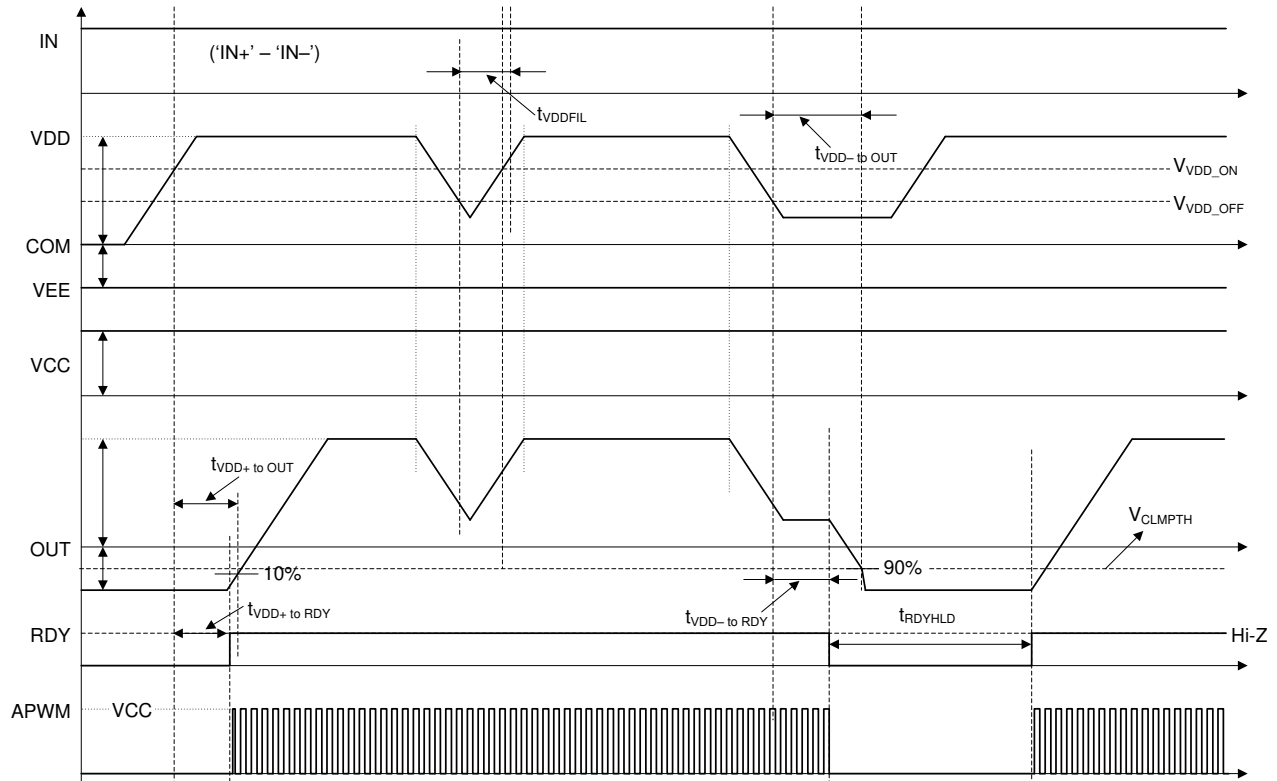 IN
(‘IN+’ – ‘IN–’)
tVDDFIL
VDD
tVDD– to OUT
VVDD_ON
VVDD_OFF
COM
VEE
VCC
tVDD+ to OUT
VCLMPTH
OUT
10%
90%
tVDD+ to RDY
tVDD– to RDY
tRDYHLD
RDY
Hi-Z
APWM
VCC